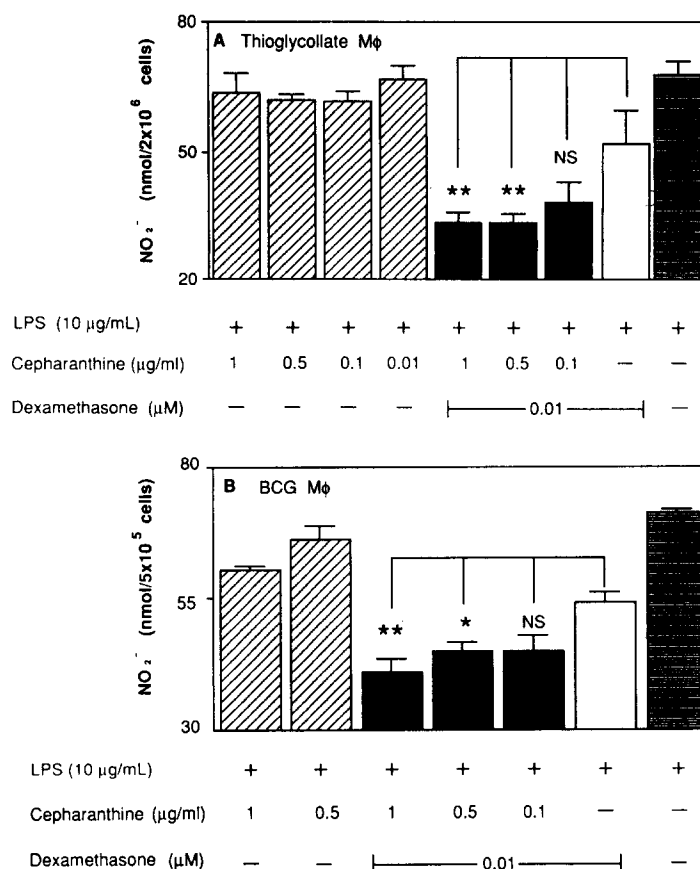 80
A Thioglycollate Mϕ
NO₂⁻ (nmol/2x10⁶ cells)
50
NS
** **
20
LPS (10 µg/mL) + + + + + + + + +
Cepharanthine (µg/ml) 1 0.5 0.1 0.01 1 0.5 0.1 — —
Dexamethasone (µM) — — — — 0.01 —
80
B BCG Mϕ
NO₂⁻ (nmol/5x10⁵ cells)
55
** * NS
30
LPS (10 µg/mL) + + + + + + +
Cepharanthine (µg/ml) 1 0.5 1 0.5 0.1 — —
Dexamethasone (µM) — — 0.01 —